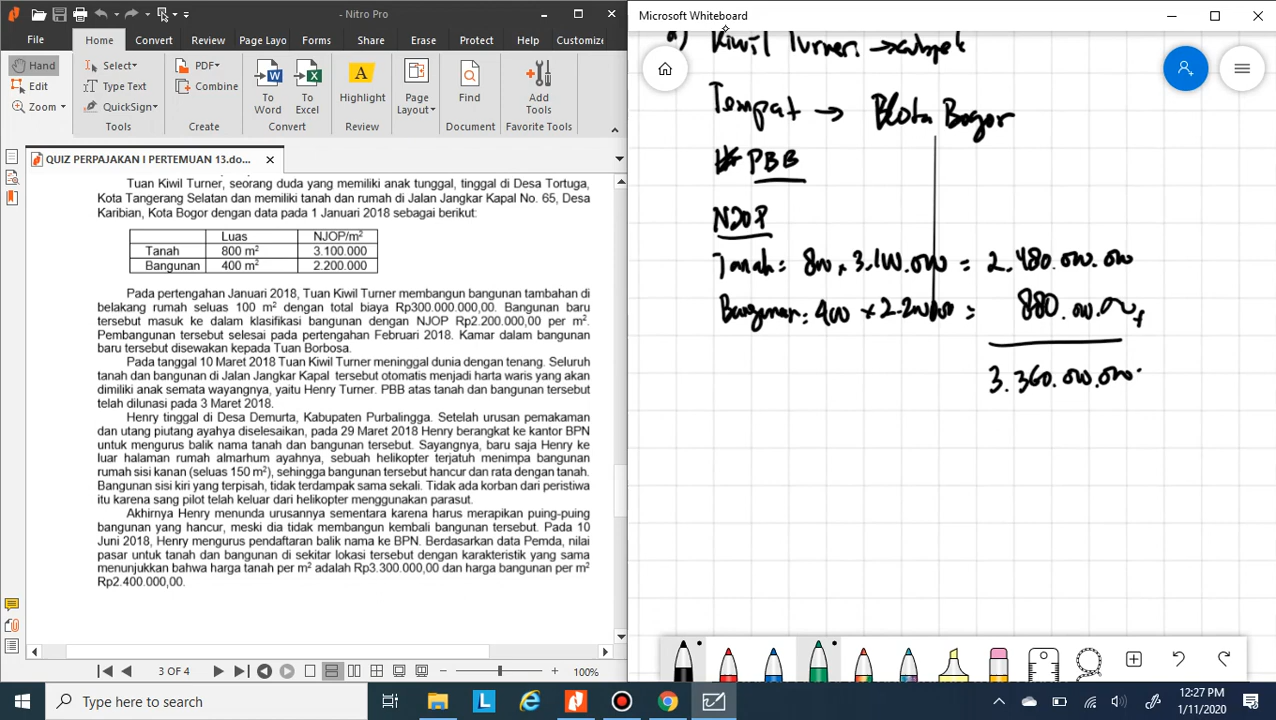 Nitro Pro
Microsoft Whiteboard
File
Home
Convert
Review
Page Layo
Forms
Share
Erase
Protect
Help
Customiz
Hand
Edit
Zoom
Select
Type Text
QuickSign
Tools
PDF
Combine
Create
To Word
To Excel
Convert
Highlight
Review
Page Layout
Find
Add Tools
Favorite Tools
QUIZ PERPAJAKAN I PERTEMUAN 13.do...
Tuan Kiwil Turner, seorang duda yang memiliki anak tunggal, tinggal di Desa Tortuga,
Kota Tangerang Selatan dan memiliki tanah dan rumah di Jalan Jangkar Kapal No. 65, Desa
Karibian, Kota Bogor dengan data pada 1 Januari 2018 sebagai berikut:
Luas NJOP/m²
Tanah 800 m² 3.100.000
Bangunan 400 m² 2.200.000
Pada pertengahan Januari 2018, Tuan Kiwil Turner membangun bangunan tambahan di
belakang rumah seluas 100 m² dengan total biaya Rp300.000.000,00. Bangunan baru
tersebut masuk ke dalam klasifikasi bangunan dengan NJOP Rp2.200.000,00 per m².
Pembangunan tersebut selesai pada pertengahan Februari 2018. Kamar dalam bangunan
baru tersebut disewakan kepada Tuan Borbosa.
Pada tanggal 10 Maret 2018 Tuan Kiwil Turner meninggal dunia dengan tenang. Seluruh
tanah dan bangunan di Jalan Jangkar Kapal tersebut otomatis menjadi harta waris yang akan
dimiliki anak semata wayangnya, yaitu Henry Turner. PBB atas tanah dan bangunan tersebut
telah dilunasi pada 3 Maret 2018.
Henry tinggal di Desa Demurta, Kabupaten Purbalingga. Setelah urusan pemakaman
dan utang piutang ayahnya diselesaikan, pada 29 Maret 2018 Henry berangkat ke kantor BPN
untuk mengurus balik nama tanah dan bangunan tersebut. Sayangnya, baru saja Henry ke
luar halaman rumah almarhum ayahnya, sebuah helikopter terjatuh menimpa bangunan
rumah sisi kanan (seluas 150 m²), sehingga bangunan tersebut hancur dan rata dengan tanah.
Bangunan sisi kiri yang terpisah, tidak terdampak sama sekali. Tidak ada korban dari peristiwa
itu karena sang pilot telah keluar dari helikopter menggunakan parasut.
Akhirnya Henry menunda urusannya sementara karena harus merapikan puing-puing
bangunan yang hancur, meski dia tidak membangun kembali bangunan tersebut. Pada 10
Juni 2018, Henry mengurus pendaftaran balik nama ke BPN. Berdasarkan data Pemda, nilai
pasar untuk tanah dan bangunan di sekitar lokasi tersebut dengan karakteristik yang sama
menunjukkan bahwa harga tanah per m² adalah Rp3.300.000,00 dan harga bangunan per m²
Rp2.400.000,00.
3 OF 4
100%
a) Kiwil Turner → subjek
Tempat → Kota Bogor
PBB
NJOP
Tanah: 800 x 3.100.000 = 2.480.000.000
Bangunan: 400 x 2.200.000 = 880.000.000 +
3.360.000.000
Type here to search
12:27 PM
1/11/2020